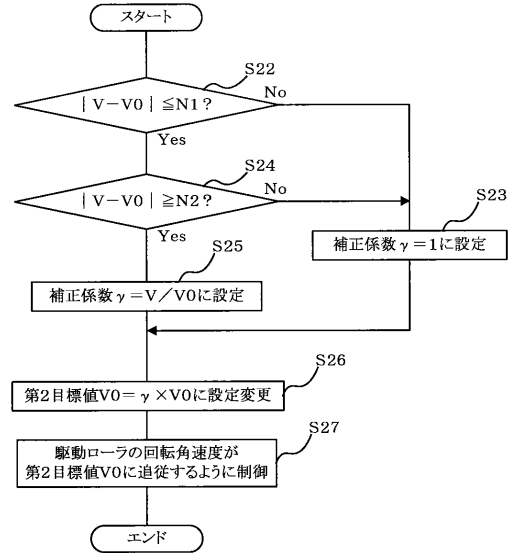 スタート
S22
｜V−V0｜≦N1?
No
Yes
S24
｜V−V0｜≧N2?
No
Yes
S23
補正係数γ=1に設定
S25
補正係数γ=V／V0に設定
S26
第2目標値V0=γ×V0に設定変更
S27
駆動ローラの回転角速度が
第2目標値V0に追従するように制御
エンド